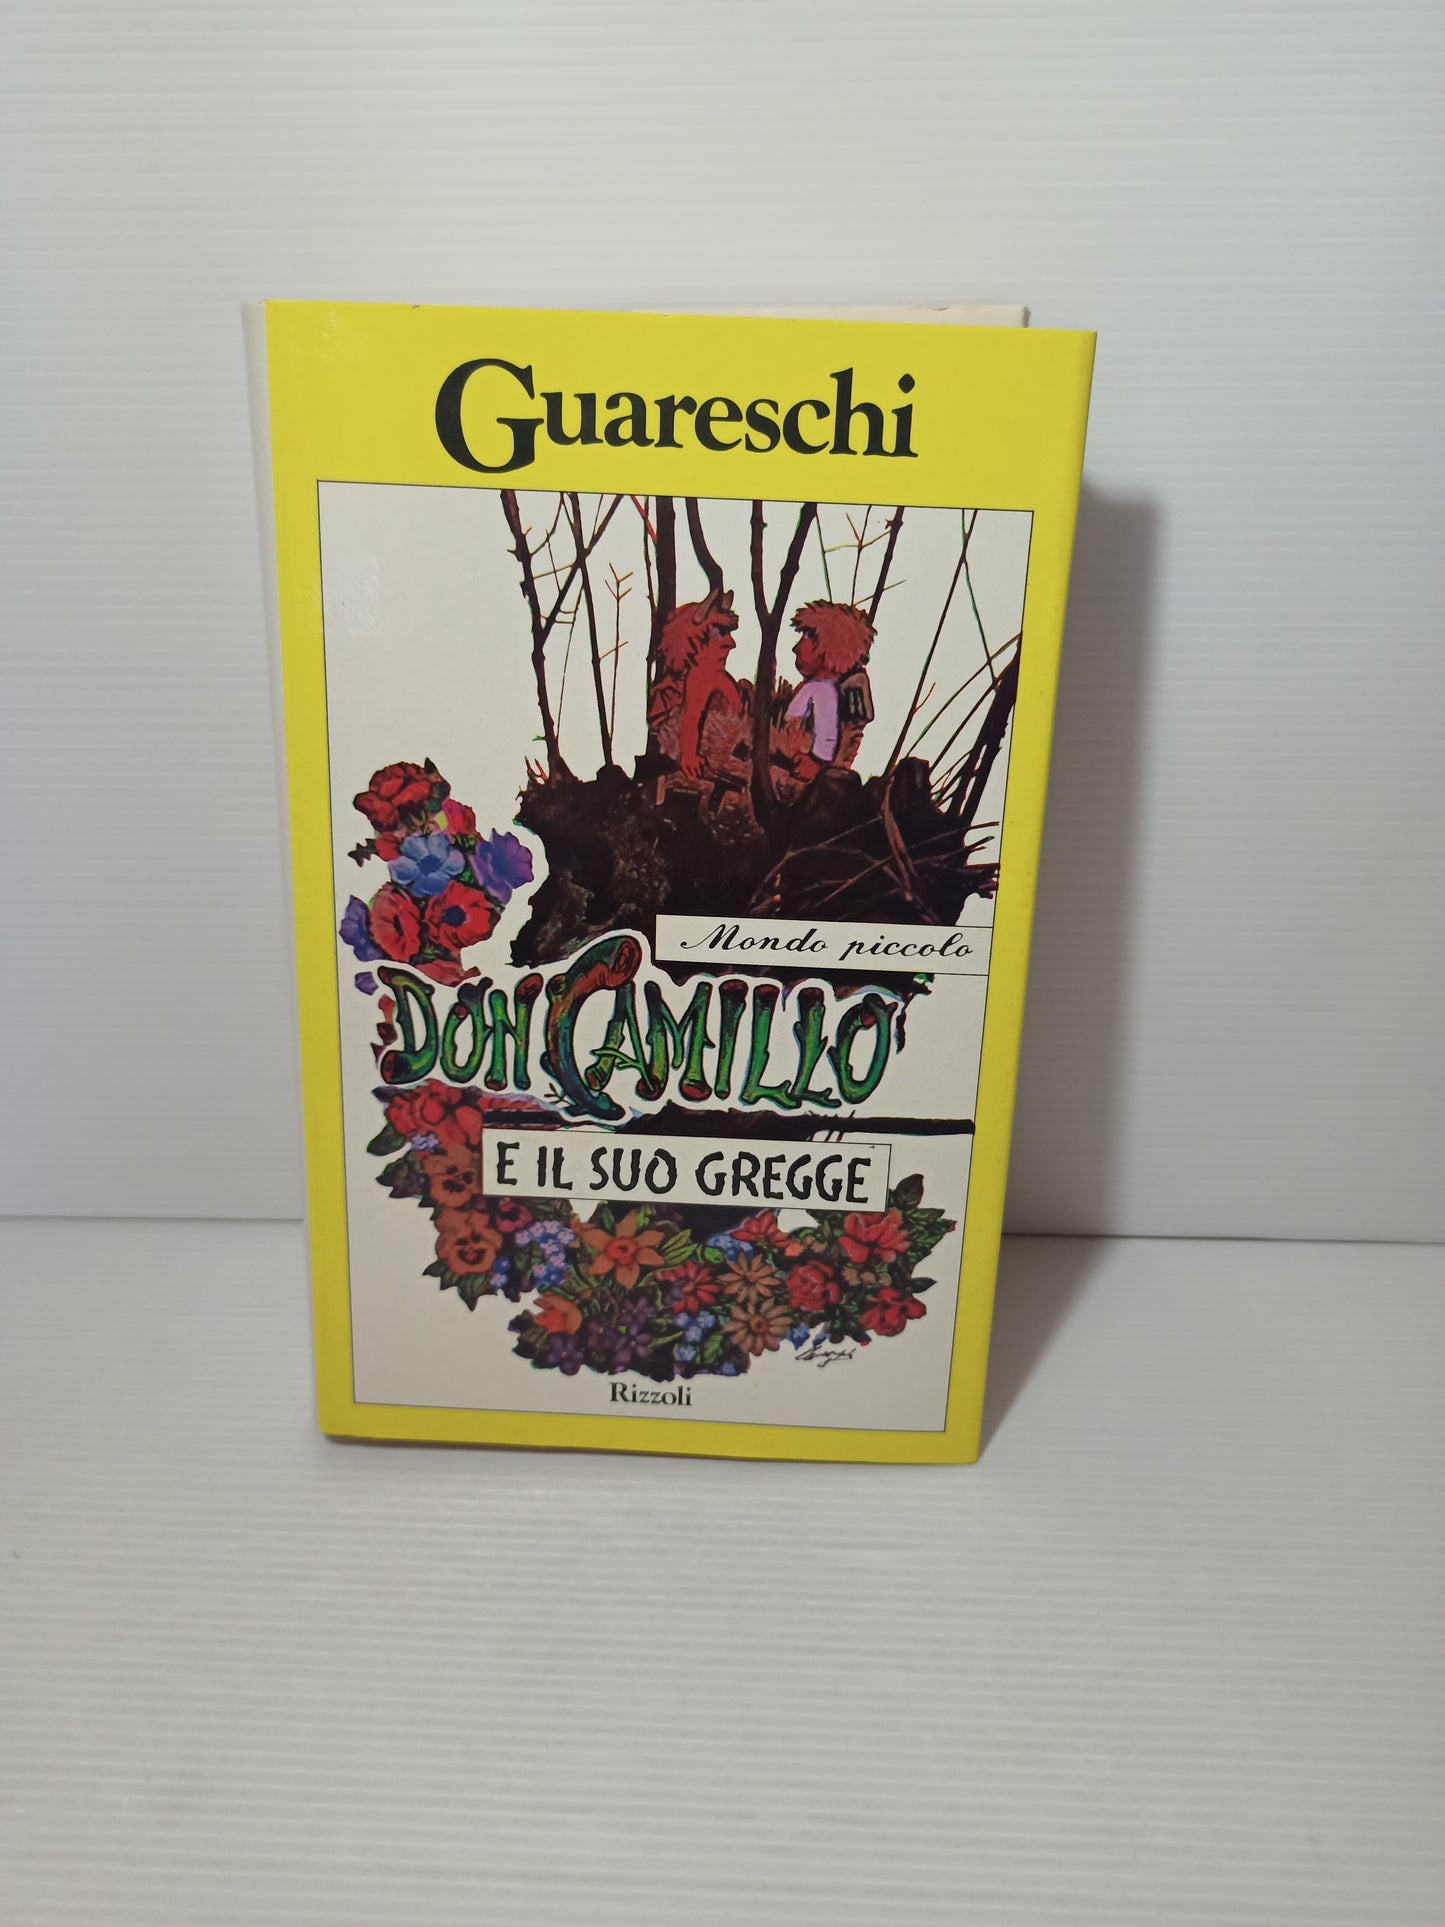 Guareschi
Mondo piccolo
DON CAMILLO
E IL SUO GREGGE
Rizzoli